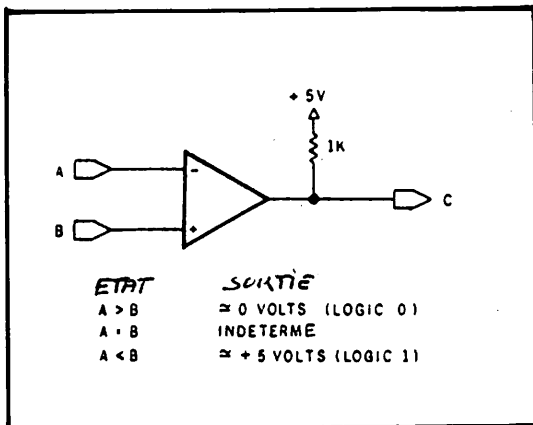 + 5V
1K
A
-
C
B
+
ETAT SORTIE
A > B ≃ 0 VOLTS (LOGIC 0)
A = B INDETERME
A < B ≃ + 5 VOLTS (LOGIC 1)